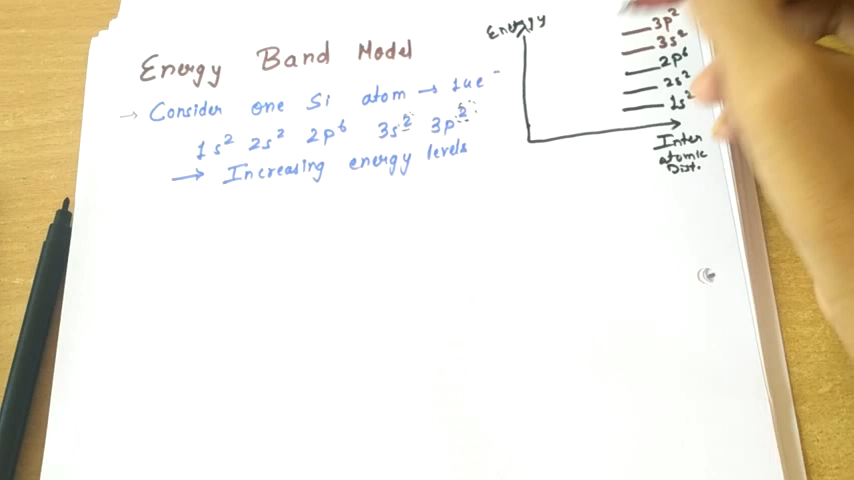 Energy Band Model
→ Consider one Si atom → 14e⁻
1s² 2s² 2p⁶ 3s² 3p²
→ Increasing energy levels
Energy
3p²
3s²
2p⁶
2s²
1s²
Inter
atomic
Dist.